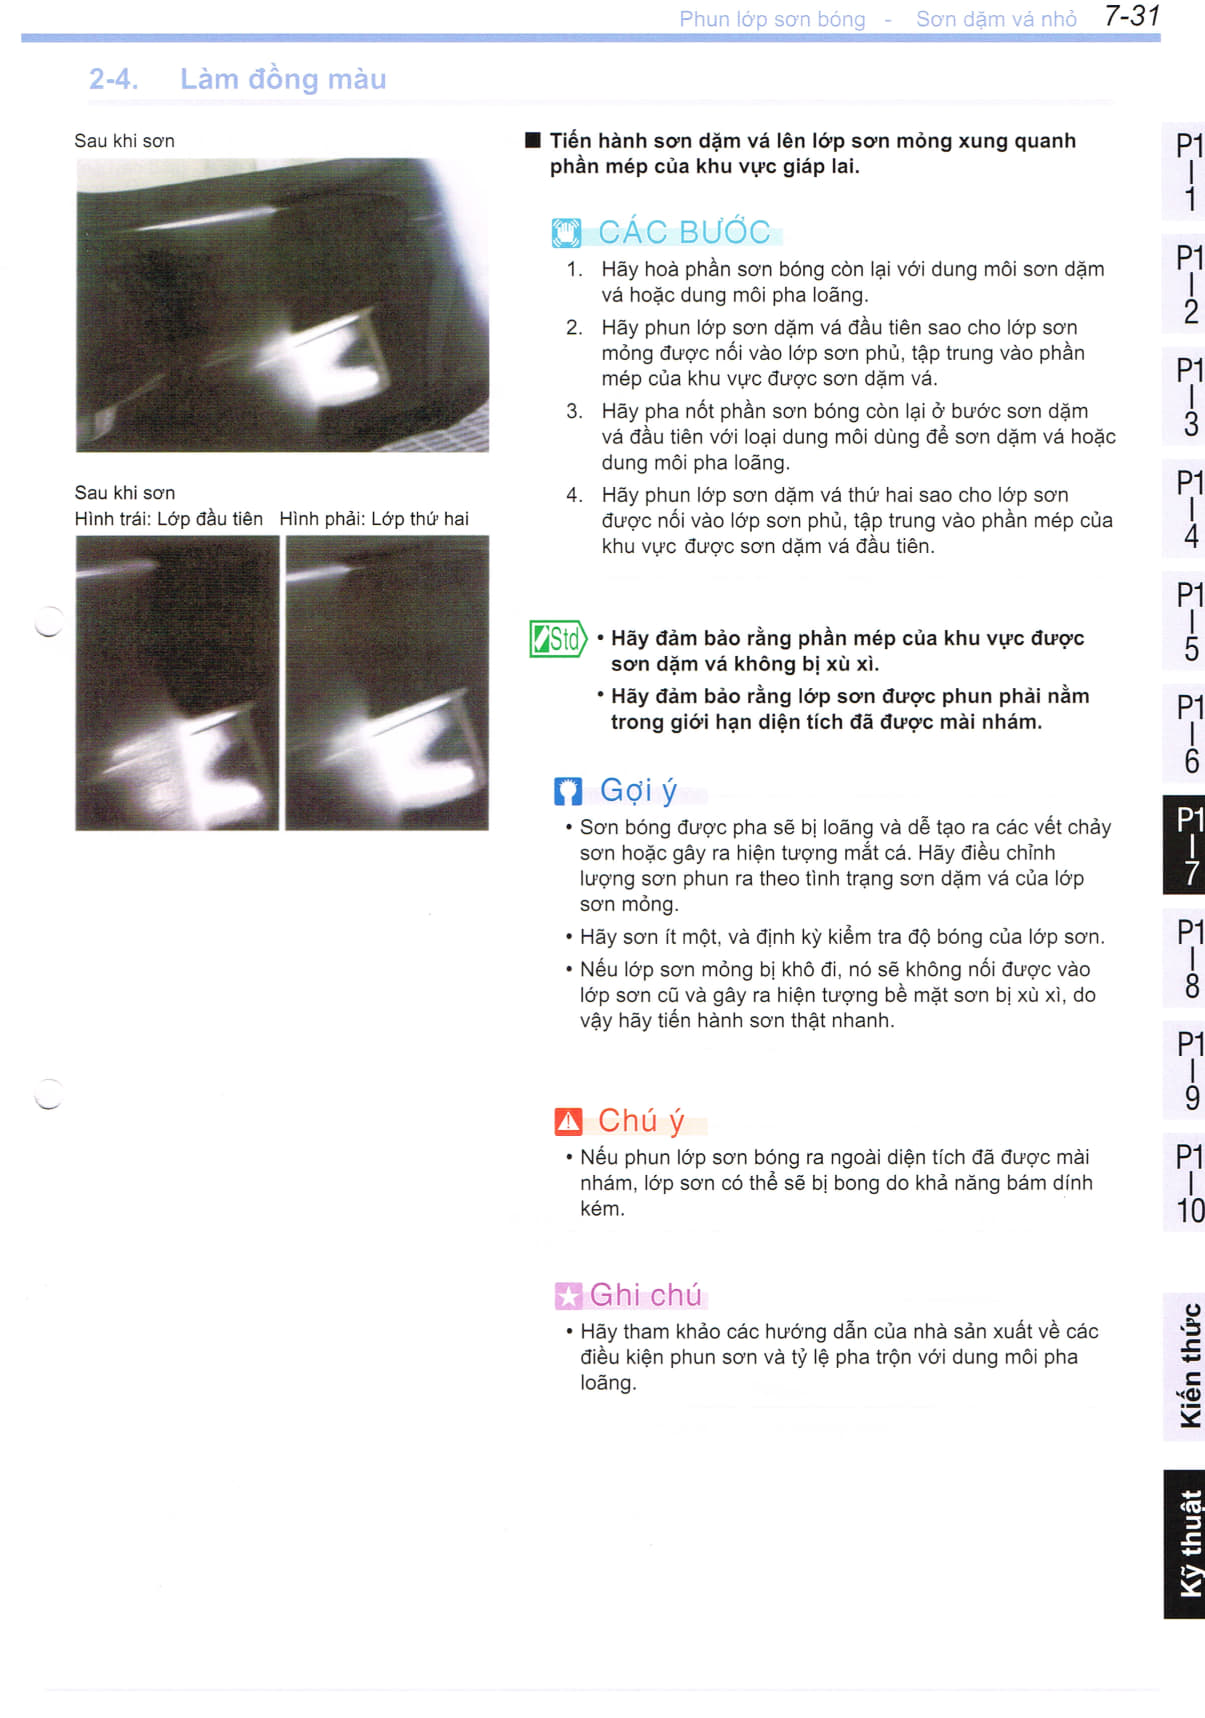 Phun lớp sơn bóng - Sơn dặm vá nhỏ 7-31
2-4. Làm đồng màu
Sau khi sơn
Sau khi sơn
Hình trái: Lớp đầu tiên Hình phải: Lớp thứ hai
■ Tiến hành sơn dặm vá lên lớp sơn mỏng xung quanh
phần mép của khu vực giáp lai.
CÁC BƯỚC
1. Hãy hoà phần sơn bóng còn lại với dung môi sơn dặm
vá hoặc dung môi pha loãng.
2. Hãy phun lớp sơn dặm vá đầu tiên sao cho lớp sơn
mỏng được nối vào lớp sơn phủ, tập trung vào phần
mép của khu vực được sơn dặm vá.
3. Hãy pha nốt phần sơn bóng còn lại ở bước sơn dặm
vá đầu tiên với loại dung môi dùng để sơn dặm vá hoặc
dung môi pha loãng.
4. Hãy phun lớp sơn dặm vá thứ hai sao cho lớp sơn
được nối vào lớp sơn phủ, tập trung vào phần mép của
khu vực được sơn dặm vá đầu tiên.
Std
• Hãy đảm bảo rằng phần mép của khu vực được
sơn dặm vá không bị xù xì.
• Hãy đảm bảo rằng lớp sơn được phun phải nằm
trong giới hạn diện tích đã được mài nhám.
Gợi ý
• Sơn bóng được pha sẽ bị loãng và dễ tạo ra các vết chảy
sơn hoặc gây ra hiện tượng mắt cá. Hãy điều chỉnh
lượng sơn phun ra theo tình trạng sơn dặm vá của lớp
sơn mỏng.
• Hãy sơn ít một, và định kỳ kiểm tra độ bóng của lớp sơn.
• Nếu lớp sơn mỏng bị khô đi, nó sẽ không nối được vào
lớp sơn cũ và gây ra hiện tượng bề mặt sơn bị xù xì, do
vậy hãy tiến hành sơn thật nhanh.
Chú ý
• Nếu phun lớp sơn bóng ra ngoài diện tích đã được mài
nhám, lớp sơn có thể sẽ bị bong do khả năng bám dính
kém.
Ghi chú
• Hãy tham khảo các hướng dẫn của nhà sản xuất về các
điều kiện phun sơn và tỷ lệ pha trộn với dung môi pha
loãng.
P1
1
P1
2
P1
3
P1
4
P1
5
P1
6
P1
7
P1
8
P1
9
P1
10
Kiến thức
Kỹ thuật